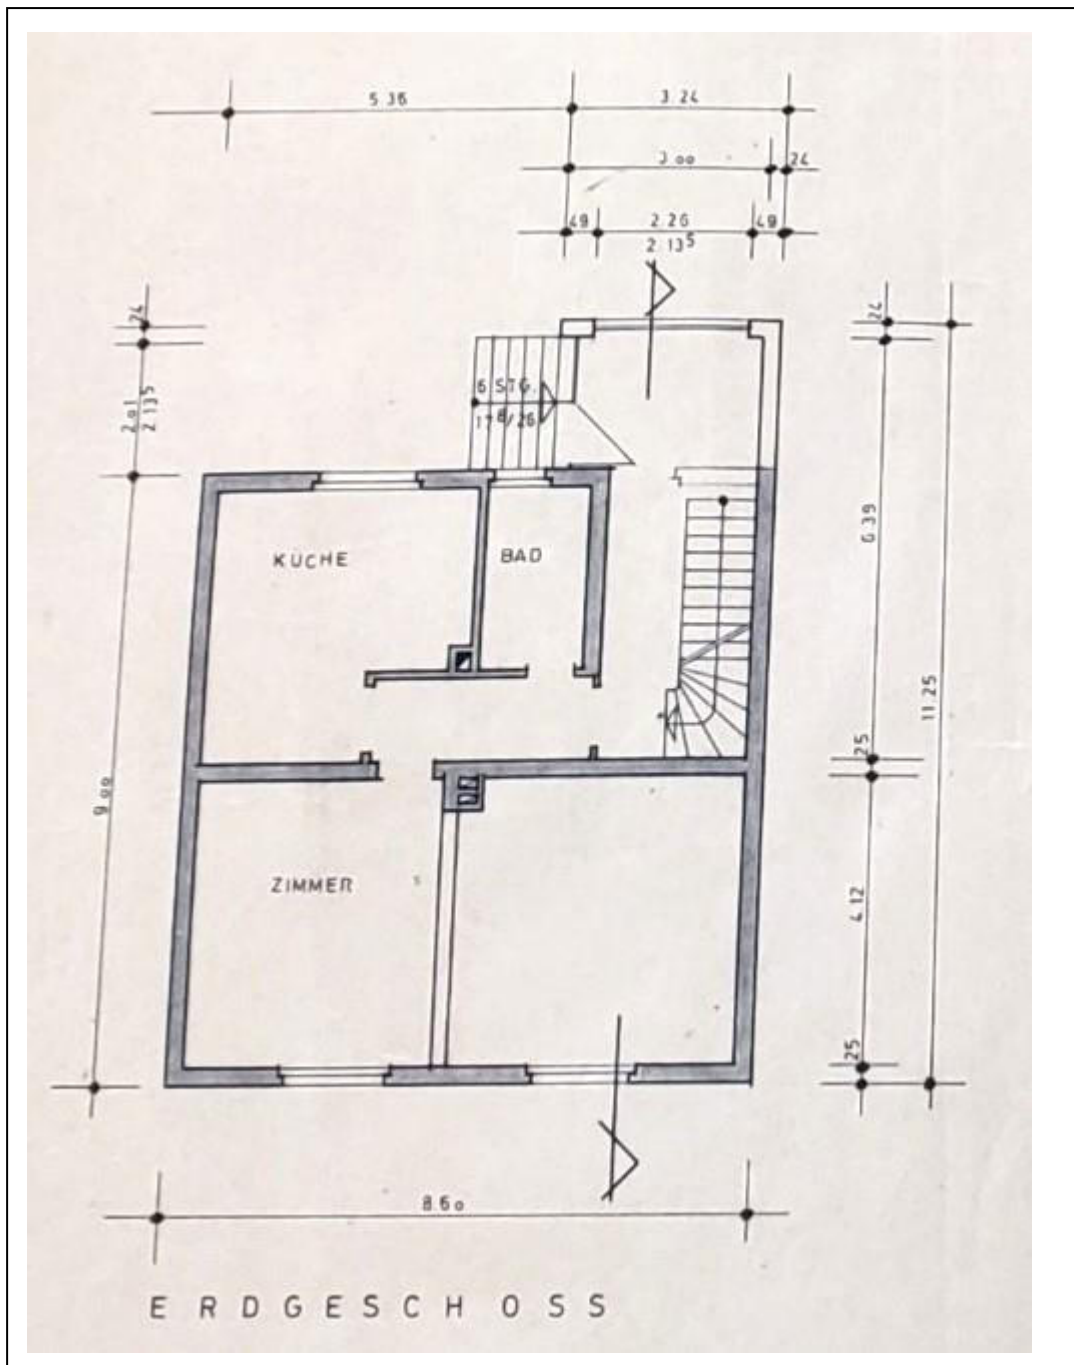 5.36 3.24
3.00 24
49 2.26 49
2.13⁵
24 24
2.01
2.13⁵
6 STG.
17⁸/26
KÜCHE BAD
6.39
11.25
25
9.00
ZIMMER
4.12
25
8.60
ERDGESCHOSS